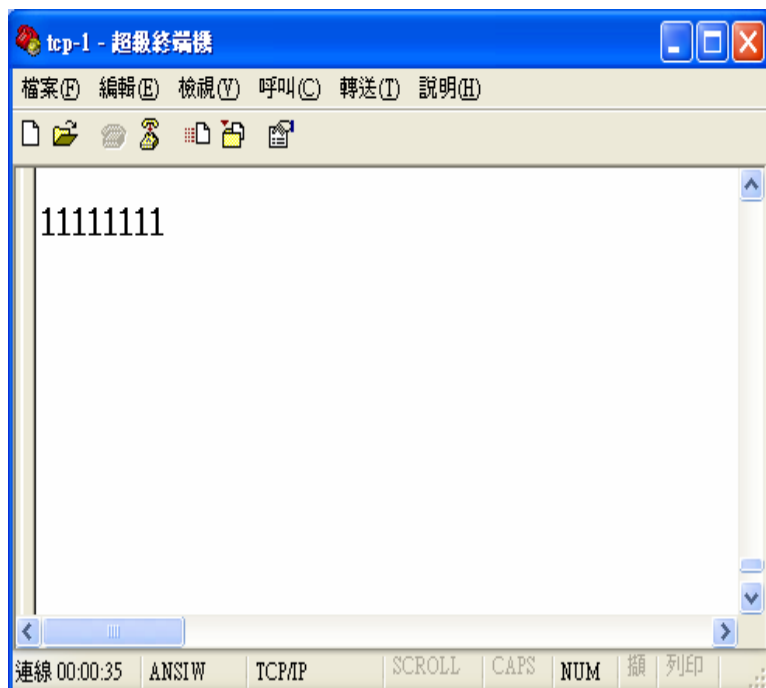 tcp-1 - 超級終端機
檔案(F) 編輯(E) 檢視(V) 呼叫(C) 轉送(T) 說明(H)
11111111
連線 00:00:35 ANSIW TCP/IP SCROLL CAPS NUM 擷 列印